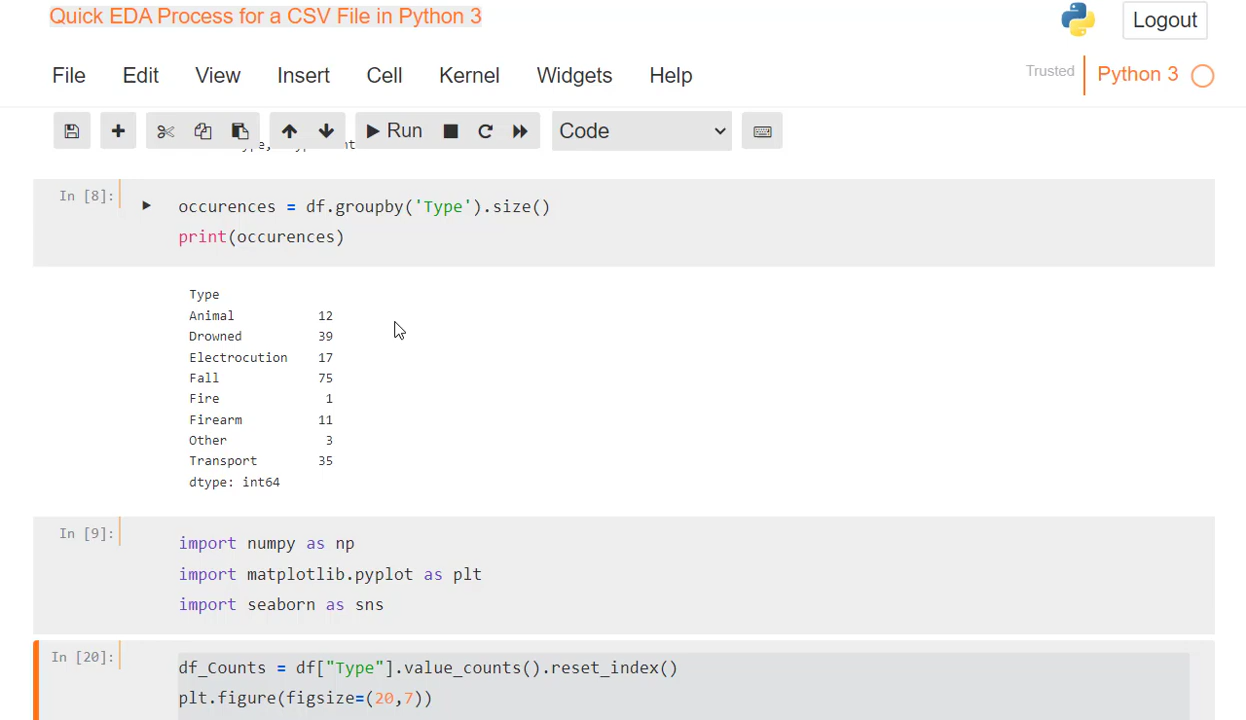 Quick EDA Process for a CSV File in Python 3
Logout
File Edit View Insert Cell Kernel Widgets Help
Trusted Python 3
Run Code
In [8]:
occurences = df.groupby('Type').size()
print(occurences)
Type
Animal 12
Drowned 39
Electrocution 17
Fall 75
Fire 1
Firearm 11
Other 3
Transport 35
dtype: int64
In [9]:
import numpy as np
import matplotlib.pyplot as plt
import seaborn as sns
In [20]:
df_Counts = df["Type"].value_counts().reset_index()
plt.figure(figsize=(20,7))